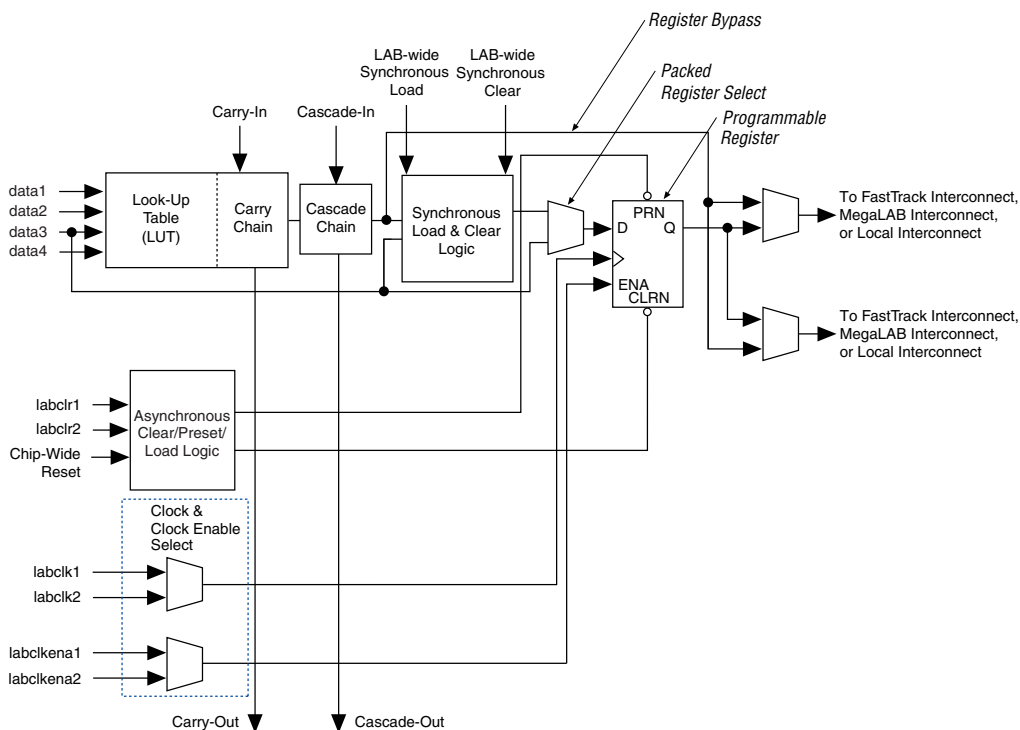 Register Bypass
LAB-wide
Synchronous
Load
LAB-wide
Synchronous
Clear
Packed
Register Select
Carry-In
Cascade-In
Programmable
Register
data1
data2
data3
data4
Look-Up
Table
(LUT)
Carry
Chain
Cascade
Chain
Synchronous
Load & Clear
Logic
PRN
D
Q
ENA
CLRN
To FastTrack Interconnect,
MegaLAB Interconnect,
or Local Interconnect
To FastTrack Interconnect,
MegaLAB Interconnect,
or Local Interconnect
labclr1
labclr2
Chip-Wide
Reset
Asynchronous
Clear/Preset/
Load Logic
Clock &
Clock Enable
Select
labclk1
labclk2
labclkena1
labclkena2
Carry-Out
Cascade-Out